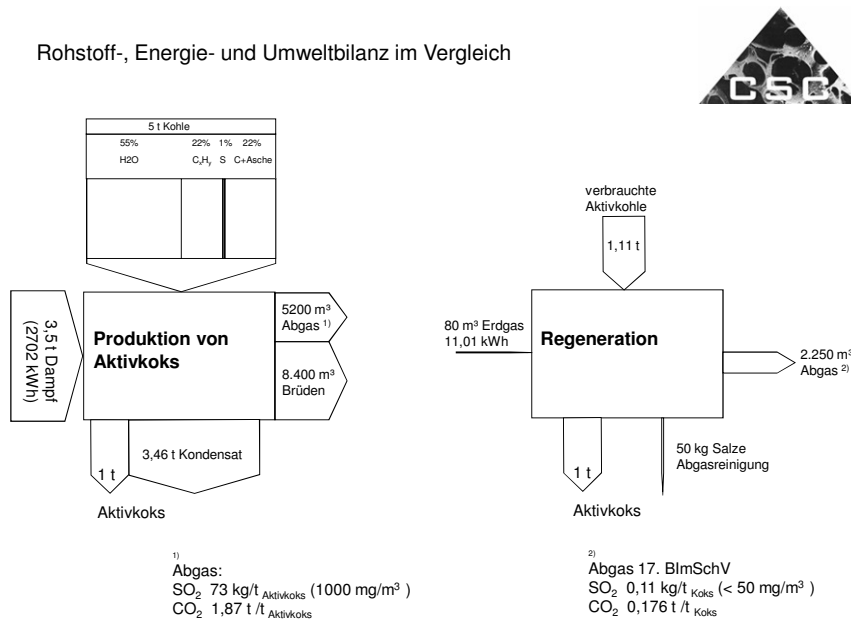 Rohstoff-, Energie- und Umweltbilanz im Vergleich
CSC
5 t Kohle
55% 22% 1% 22%
H2O CxHy S C+Asche
3,5 t Dampf
(2702 kWh)
Produktion von
Aktivkoks
5200 m³
Abgas 1)
8.400 m³
Brüden
1 t
3,46 t Kondensat
Aktivkoks
1)
Abgas:
SO2 73 kg/t Aktivkoks (1000 mg/m³ )
CO2 1,87 t /t Aktivkoks
verbrauchte
Aktivkohle
1,11 t
80 m³ Erdgas
11,01 kWh
Regeneration
2.250 m³
Abgas 2)
1 t
50 kg Salze
Abgasreinigung
Aktivkoks
2)
Abgas 17. BImSchV
SO2 0,11 kg/t Koks (< 50 mg/m³ )
CO2 0,176 t /t Koks